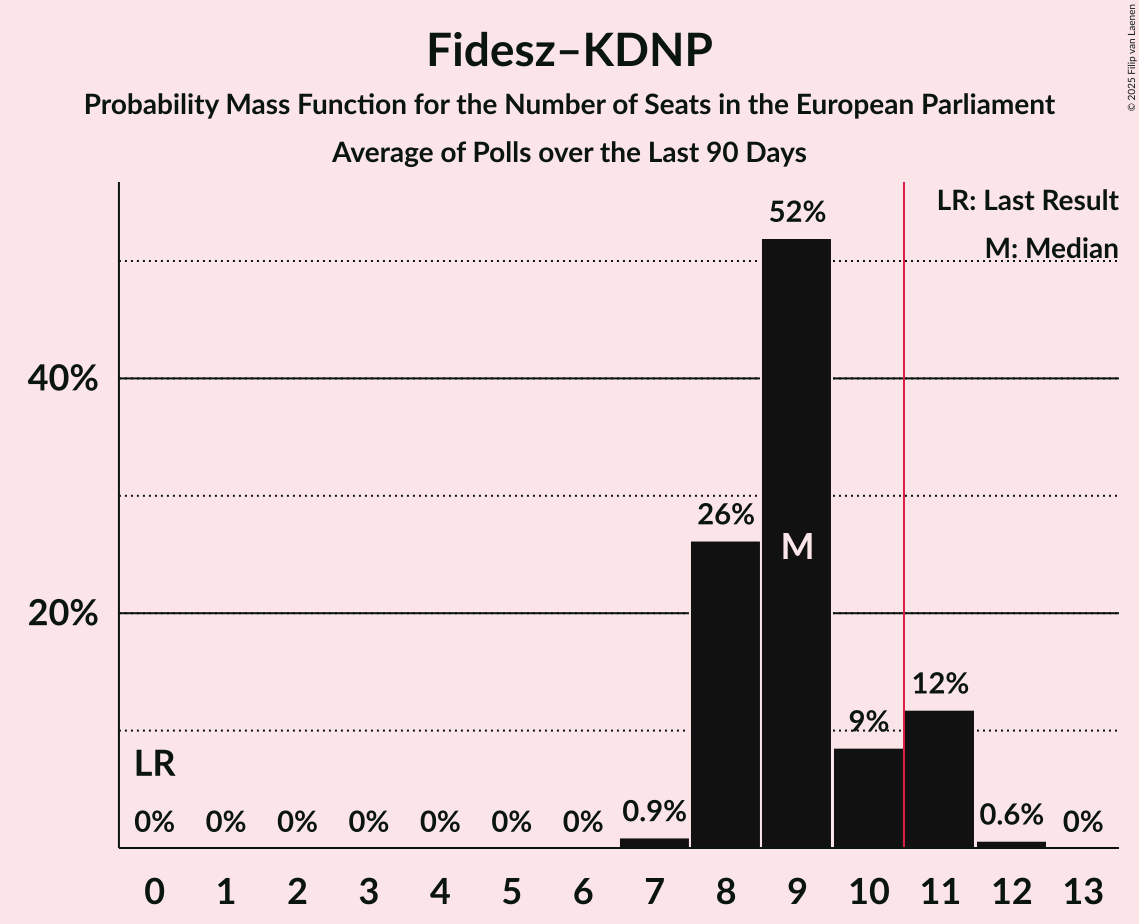 Fidesz–KDNP
Probability Mass Function for the Number of Seats in the European Parliament
Average of Polls over the Last 90 Days
© 2025 Filip van Laenen
LR: Last Result
M: Median
52%
40%
26%
M
20%
12%
9%
LR
0% 0% 0% 0% 0% 0% 0% 0.9% 0.6% 0%
0 1 2 3 4 5 6 7 8 9 10 11 12 13